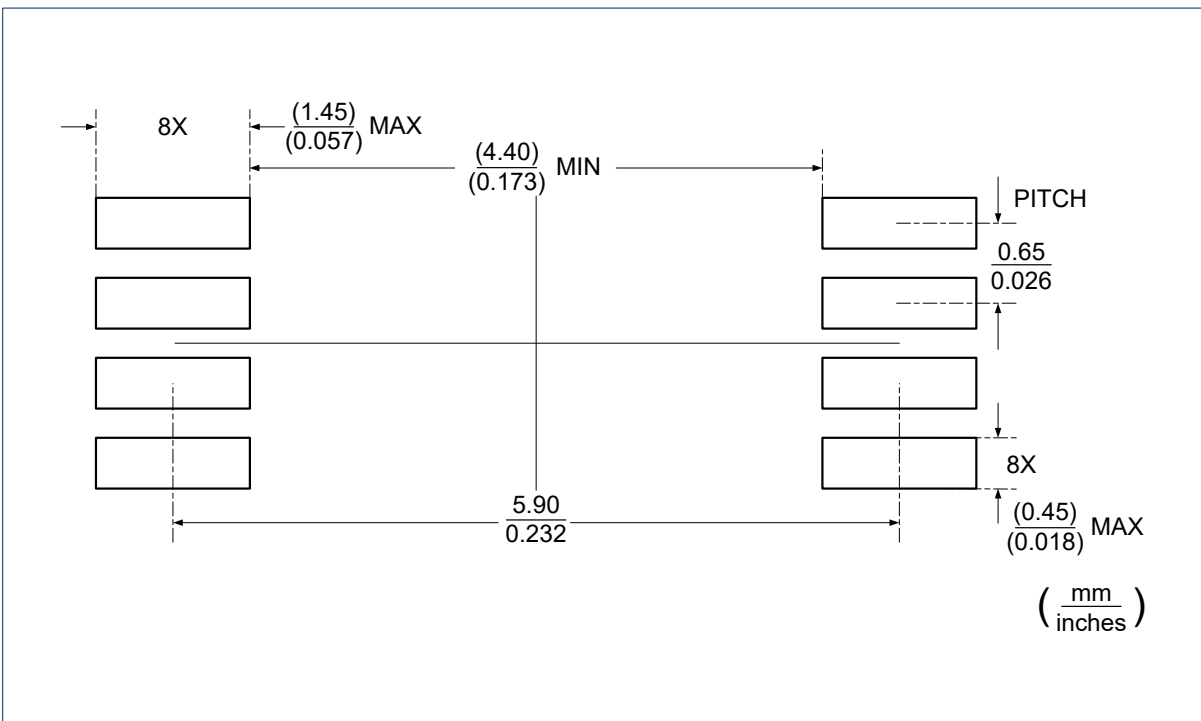 8X
(1.45)
(0.057)
MAX
(4.40)
(0.173)
MIN
PITCH
0.65
0.026
8X
5.90
0.232
(0.45)
(0.018)
MAX
( mm
inches )